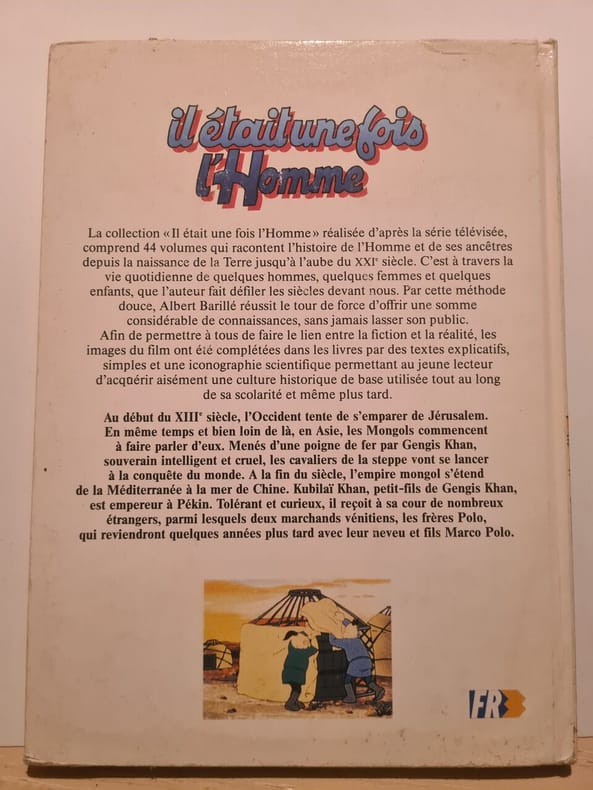 il était une fois
l'Homme
La collection «Il était une fois l'Homme» réalisée d'après la série télévisée,
comprend 44 volumes qui racontent l'histoire de l'Homme et de ses ancêtres
depuis la naissance de la Terre jusqu'à l'aube du XXIe siècle. C'est à travers la
vie quotidienne de quelques hommes, quelques femmes et quelques
enfants, que l'auteur fait défiler les siècles devant nous. Par cette méthode
douce, Albert Barillé réussit le tour de force d'offrir une somme
considérable de connaissances, sans jamais lasser son public.
Afin de permettre à tous de faire le lien entre la fiction et la réalité, les
images du film ont été complétées dans les livres par des textes explicatifs,
simples et une iconographie scientifique permettant au jeune lecteur
d'acquérir aisément une culture historique de base utilisée tout au long
de sa scolarité et même plus tard.
Au début du XIIIe siècle, l'Occident tente de s'emparer de Jérusalem.
En même temps et bien loin de là, en Asie, les Mongols commencent
à faire parler d'eux. Menés d'une poigne de fer par Gengis Khan,
souverain intelligent et cruel, les cavaliers de la steppe vont se lancer
à la conquête du monde. A la fin du siècle, l'empire mongol s'étend
de la Méditerranée à la mer de Chine. Kubilaï Khan, petit-fils de Gengis Khan,
est empereur à Pékin. Tolérant et curieux, il reçoit à sa cour de nombreux
étrangers, parmi lesquels deux marchands vénitiens, les frères Polo,
qui reviendront quelques années plus tard avec leur neveu et fils Marco Polo.
FR3